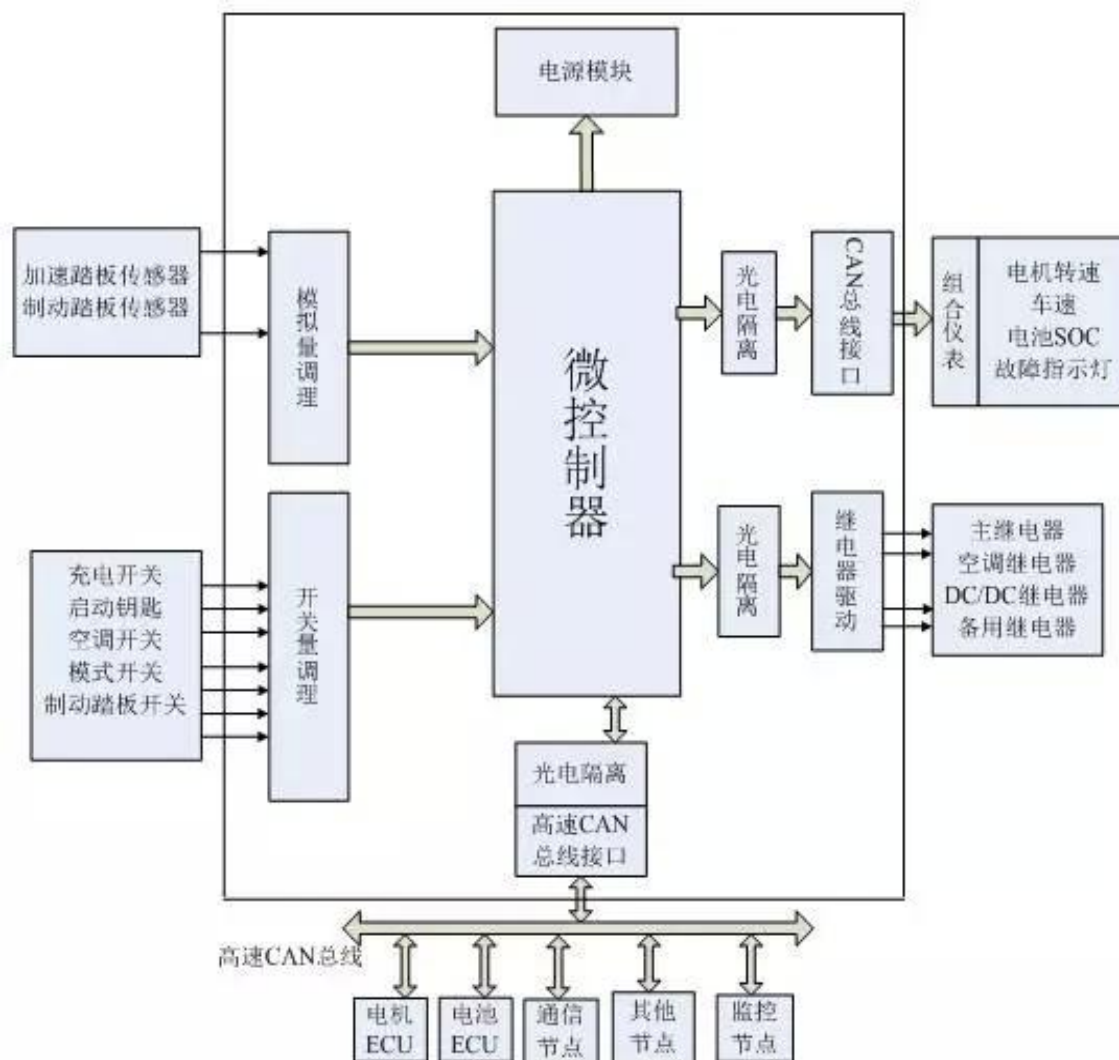 电源模块
加速踏板传感器
制动踏板传感器
模拟量调理
微控制器
光电隔离
CAN总线接口
组合仪表
电机转速
车速
电池SOC
故障指示灯
充电开关
启动钥匙
空调开关
模式开关
制动踏板开关
开关量调理
光电隔离
继电器驱动
主继电器
空调继电器
DC/DC继电器
备用继电器
光电隔离
高速CAN
总线接口
高速CAN总线
电机
ECU
电池
ECU
通信
节点
其他
节点
监控
节点